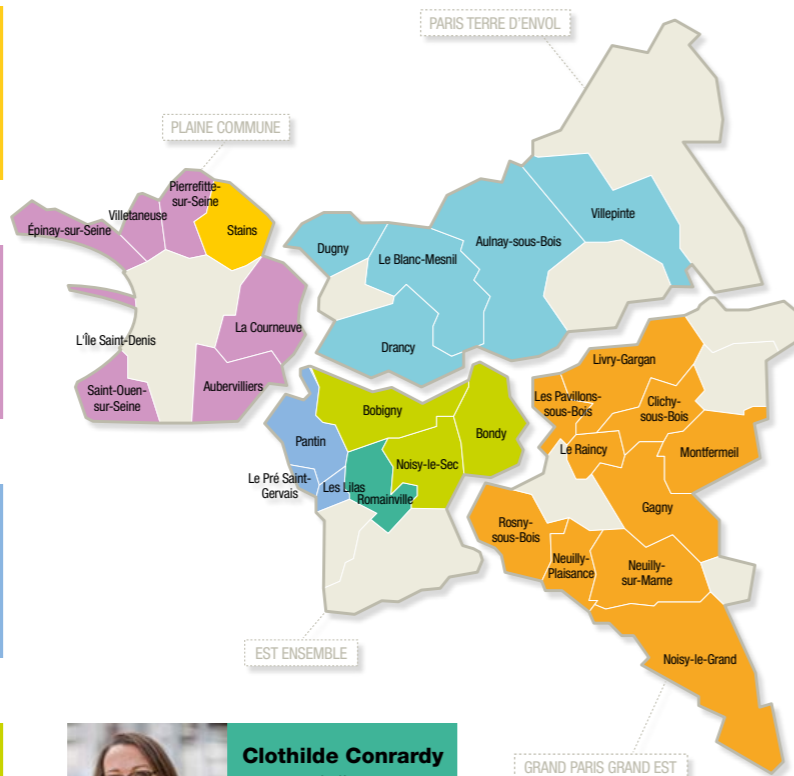 PARIS TERRE D'ENVOL
PLAINE COMMUNE
Pierrefitte-
sur-Seine
Villetaneuse
Épinay-sur-Seine
Stains
Dugny
Le Blanc-Mesnil
Aulnay-sous-Bois
Villepinte
La Courneuve
L'Île Saint-Denis
Drancy
Saint-Ouen-
sur-Seine
Aubervilliers
Livry-Gargan
Les Pavillons-
sous-Bois
Clichy-
sous-Bois
Bobigny
Bondy
Pantin
Le Raincy
Montfermeil
Noisy-le-Sec
Le Pré Saint-
Gervais
Les Lilas
Romainville
Gagny
Rosny-
sous-Bois
Neuilly-
Plaisance
Neuilly-
sur-Marne
EST ENSEMBLE
Noisy-le-Grand
Clothilde Conrardy
GRAND PARIS GRAND EST